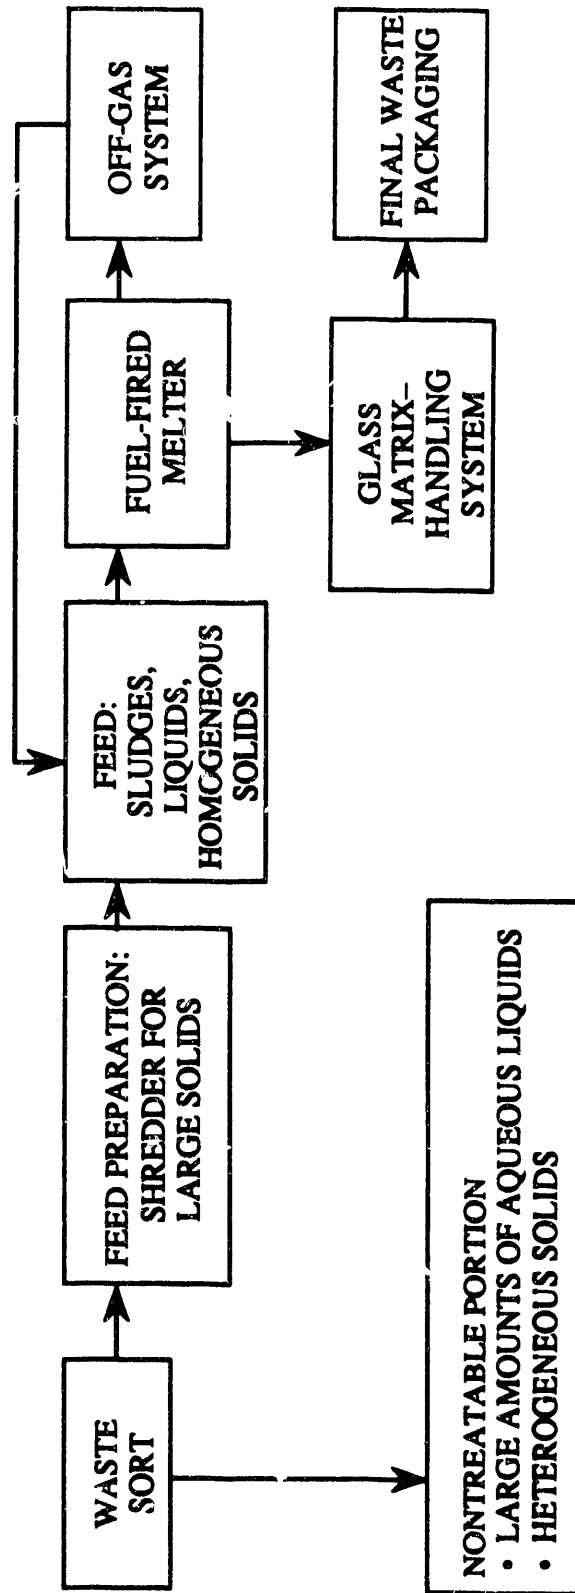 WASTE
SORT
FEED PREPARATION:
SHREDDER FOR
LARGE SOLIDS
FEED:
SLUDGES,
LIQUIDS,
HOMOGENEOUS
SOLIDS
FUEL-FIRED
MELTER
OFF-GAS
SYSTEM
GLASS
MATRIX–
HANDLING
SYSTEM
FINAL WASTE
PACKAGING
NONTREATABLE PORTION
• LARGE AMOUNTS OF AQUEOUS LIQUIDS
• HETEROGENEOUS SOLIDS